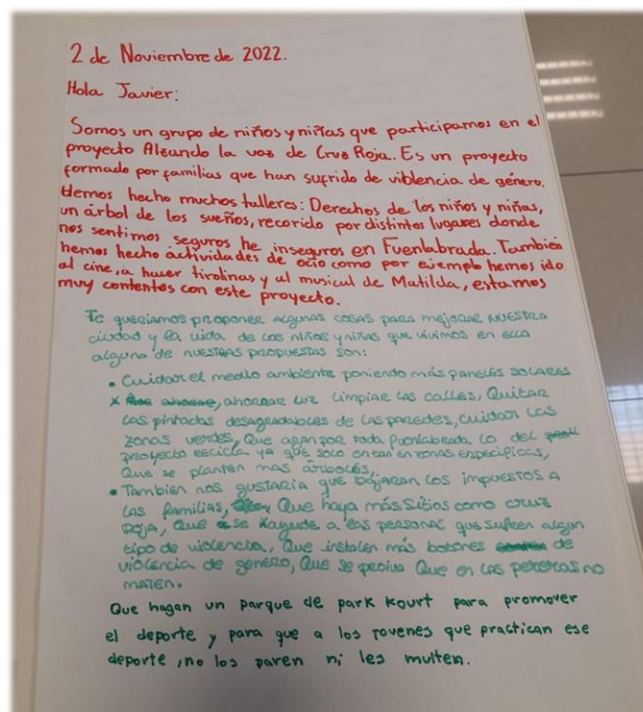 2 de Noviembre de 2022.
Hola Javier:
Somos un grupo de niños y niñas que participamos en el
proyecto Alzando la voz de Cruz Roja. Es un proyecto
formado por familias que han sufrido de violencia de género.
Hemos hecho muchos talleres: Derechos de los niños y niñas,
un árbol de los sueños, recorrido por distintos lugares donde
nos sentimos seguros he inseguros en Fuenlabrada. También
hemos hecho actividades de ocio como por ejemplo hemos ido
al cine, a hacer tirolinas y al musical de Matilda, estamos
muy contentos con este proyecto.
Te queriamos proponer algunas cosas para mejorar nuestra
ciudad y la vida de los niños y niñas que vivimos en ella
alguna de nuestras propuestas son:
• Cuidar el medio ambiente poniendo más paneles solares
, ahorrar luz limpiar las calles, Quitar
las pintadas desagradables de las paredes, cuidar las
zonas verdes, Que agan por toda Fuenlabrada lo del
proyecto recicla ya que solo entan en zonas especificas,
Que se planten mas árboles,
• También nos gustaria que bajaran los impuestos a
las familias, Que haya más sitios como cruz
Roja, Que se ayude a las personas que sufren algun
tipo de violencia, Que instalen más botones de
violencia de genero, Que se Que en las perreras no
maten.
Que hagan un parque de park kourt para promover
el deporte y para que a los jovenes que practican ese
deporte, no los paren ni les multen.